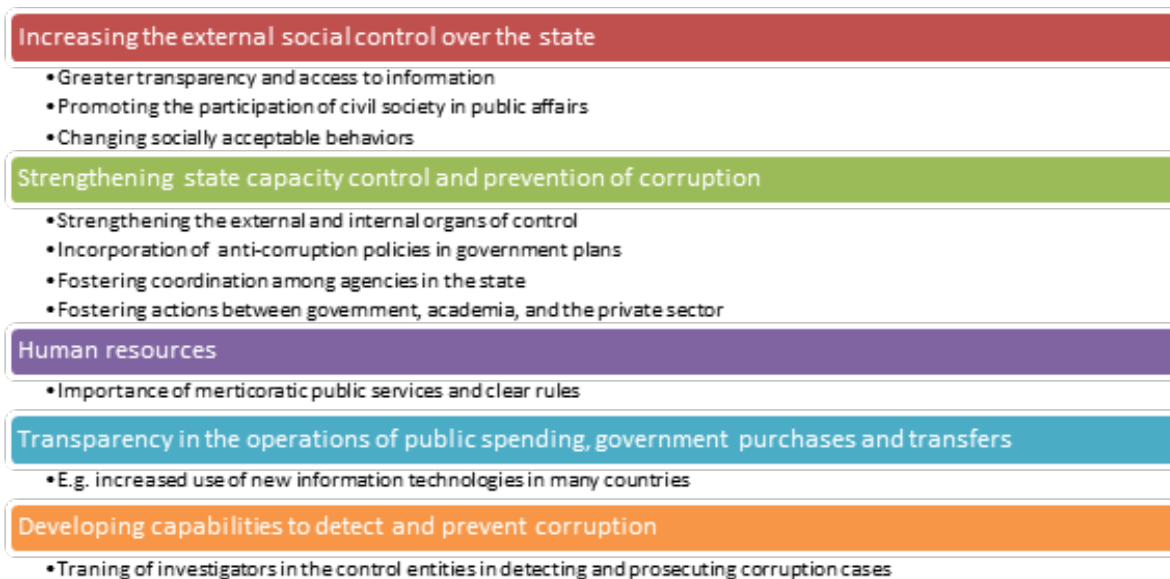 Increasing the external social control over the state
•Greater transparency and access to information
•Promoting the participation of civil society in public affairs
•Changing socially acceptable behaviors
Strengthening state capacity control and prevention of corruption
•Strengthening the external and internal organs of control
•Incorporation of anti-corruption policies in government plans
•Fostering coordination among agencies in the state
•Fostering actions between government, academia, and the private sector
Human resources
•Importance of merticoratic public services and clear rules
Transparency in the operations of public spending, government purchases and transfers
•E.g. increased use of new information technologies in many countries
Developing capabilities to detect and prevent corruption
•Traning of investigators in the control entities in detecting and prosecuting corruption cases